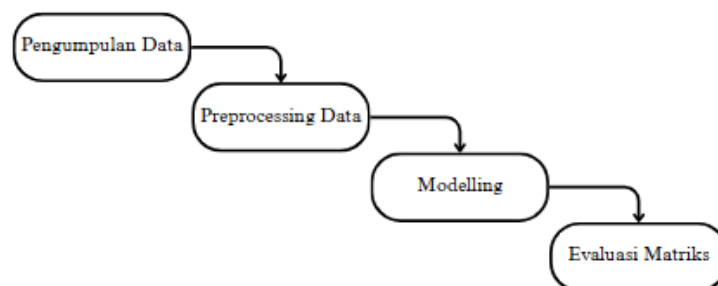 Pengumpulan Data
Preprocessing Data
Modelling
Evaluasi Matriks